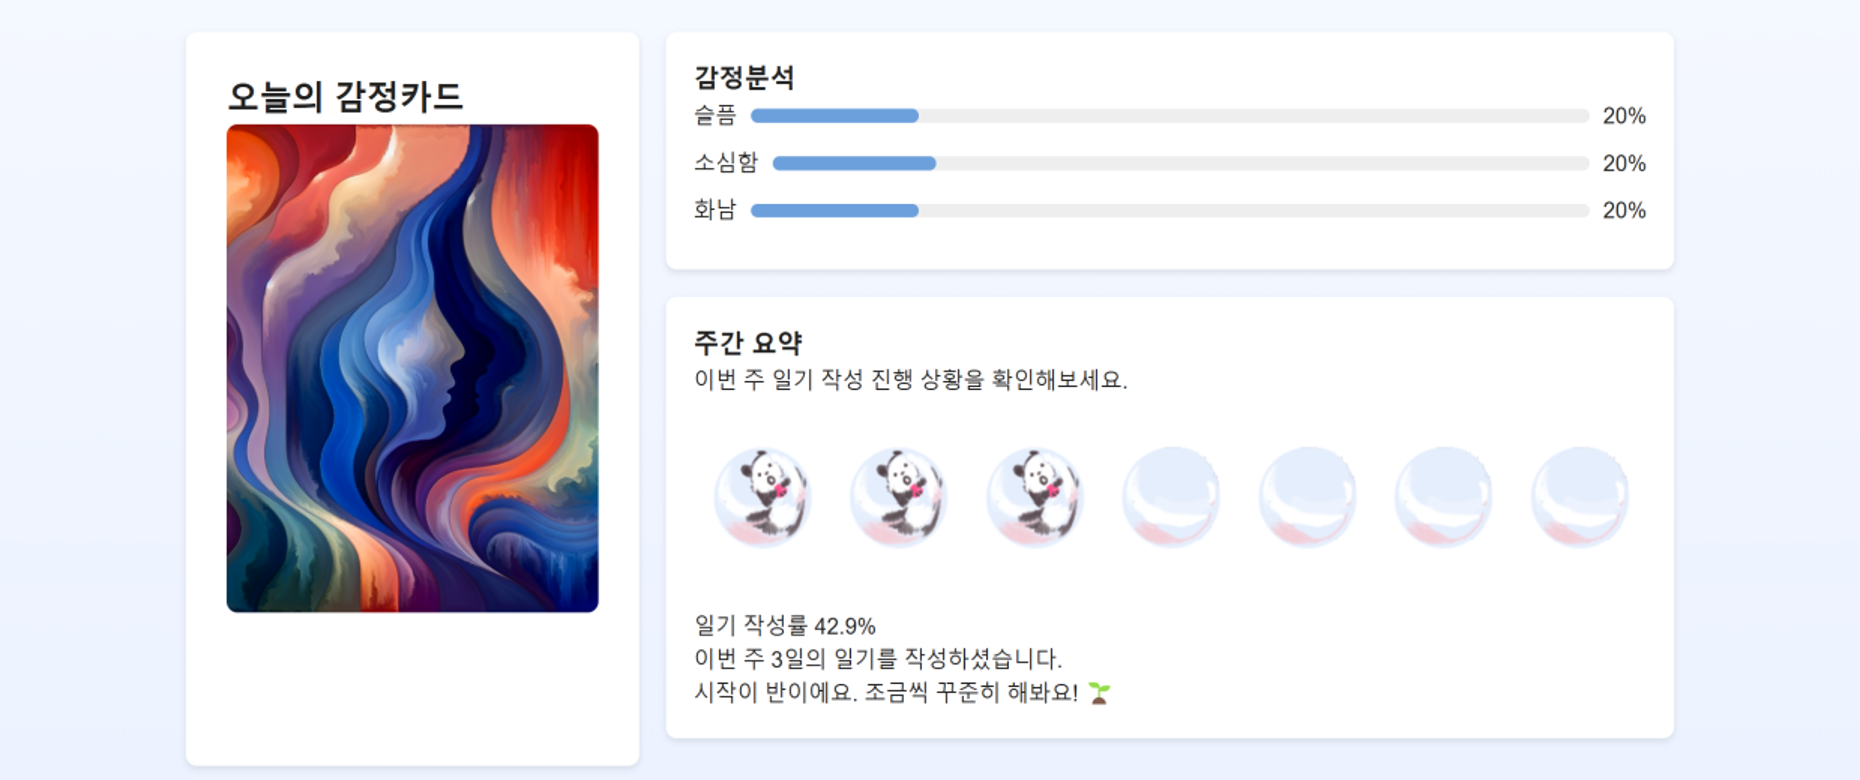 오늘의 감정카드
감정분석
슬픔 20%
소심함 20%
화남 20%
주간 요약
이번 주 일기 작성 진행 상황을 확인해보세요.
일기 작성률 42.9%
이번 주 3일의 일기를 작성하셨습니다.
시작이 반이에요. 조금씩 꾸준히 해봐요! 🌱